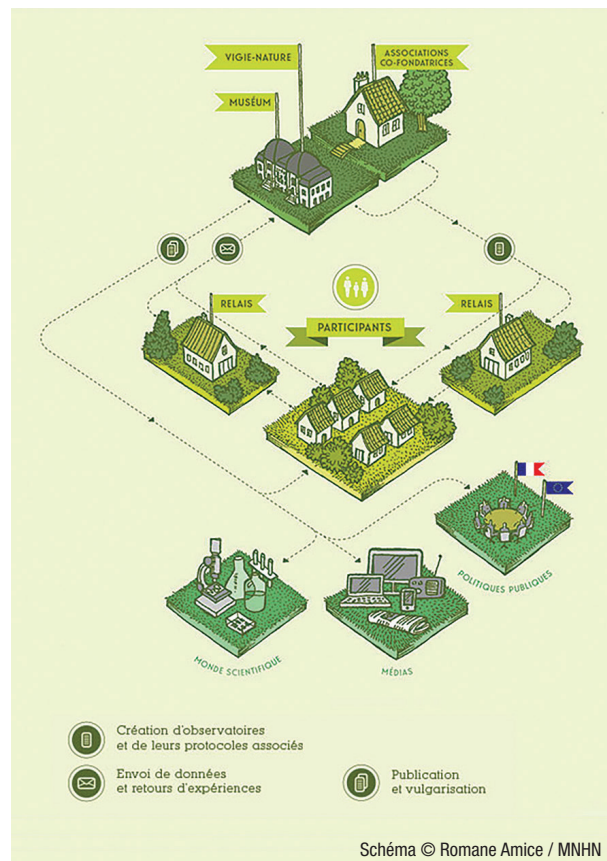 VIGIE-NATURE
ASSOCIATIONS
CO-FONDATRICES
MUSÉUM
RELAIS
RELAIS
PARTICIPANTS
POLITIQUES PUBLIQUES
MONDE SCIENTIFIQUE
MÉDIAS
Création d'observatoires
et de leurs protocoles associés
Envoi de données
et retours d'expériences
Publication
et vulgarisation
Schéma © Romane Amice / MNHN